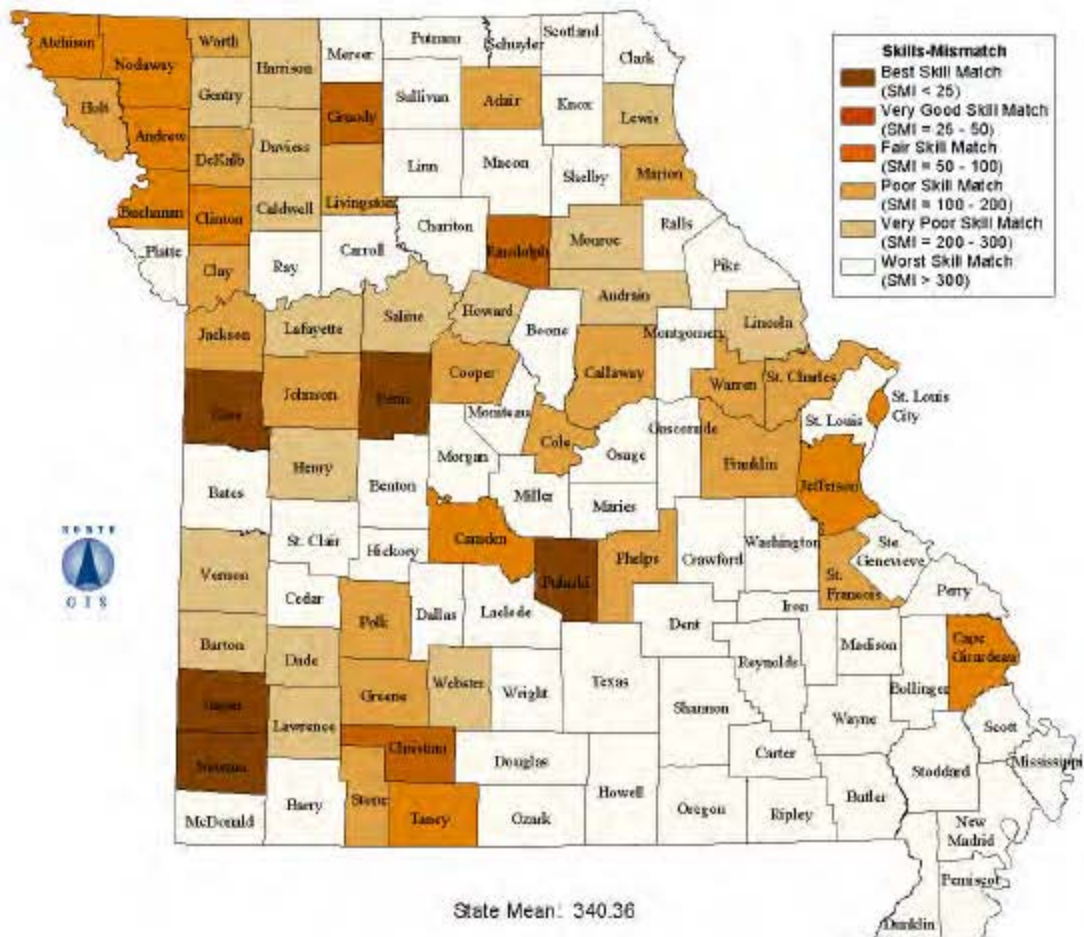 Skills-Mismatch
Best Skill Match
(SMI < 25)
Very Good Skill Match
(SMI = 25 - 50)
Fair Skill Match
(SMI = 50 - 100)
Poor Skill Match
(SMI = 100 - 200)
Very Poor Skill Match
(SMI = 200 - 300)
Worst Skill Match
(SMI > 300)
Atchison
Nodaway
Worth
Harrison
Mercer
Putnam
Schuyler
Scotland
Clark
Gentry
Sullivan
Adair
Knox
Lewis
Holt
Andrew
DeKalb
Daviess
Grundy
Linn
Macon
Shelby
Marion
Buchanan
Clinton
Caldwell
Livingston
Chariton
Randolph
Monroe
Ralls
Pike
Platte
Clay
Ray
Carroll
Audrain
Jackson
Lafayette
Saline
Howard
Boone
Montgomery
Lincoln
Cass
Johnson
Pettis
Cooper
Callaway
Warren
St. Charles
St. Louis
City
St. Louis
Moniteau
Cole
Osage
Gasconade
Franklin
Jefferson
Bates
Henry
Benton
Morgan
Miller
Maries
NORTH
GIS
St. Clair
Hickory
Camden
Pulaski
Phelps
Crawford
Washington
St.
Francois
Ste.
Genevieve
Perry
Vernon
Cedar
Polk
Dallas
Laclede
Dent
Iron
Madison
Cape
Girardeau
Barton
Dade
Greene
Webster
Wright
Texas
Shannon
Reynolds
Bollinger
Wayne
Scott
Mississippi
Jasper
Lawrence
Christian
Douglas
Carter
Stoddard
Newton
Stone
Taney
Ozark
Howell
Oregon
Ripley
Butler
New
Madrid
McDonald
Barry
Pemiscot
Dunklin
State Mean: 340.36